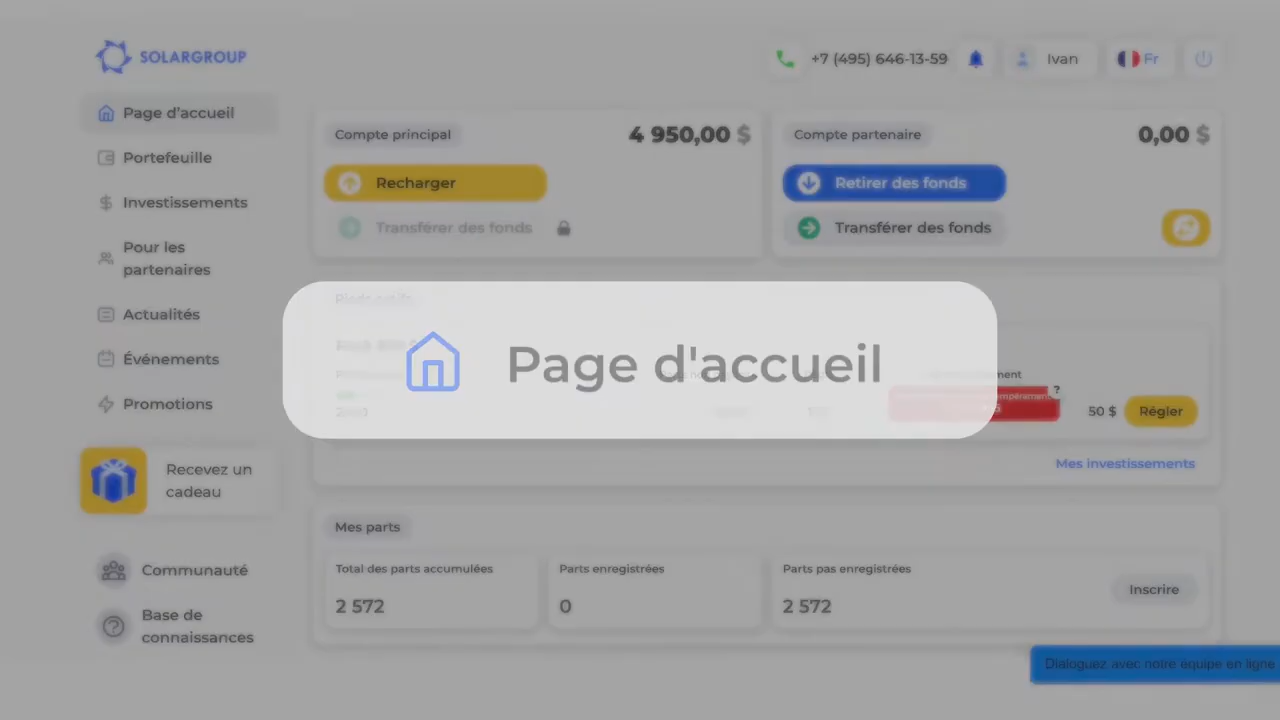 SOLARGROUP
+7 (495) 646-13-59
Ivan
Fr
Page d'accueil
Portefeuille
Investissements
Pour les
partenaires
Actualités
Événements
Promotions
Recevez un
cadeau
Communauté
Base de
connaissances
Compte principal
4 950,00 $
Recharger
Transférer des fonds
Compte partenaire
0,00 $
Retirer des fonds
Transférer des fonds
Page d'accueil
?
50 $
Régler
Mes investissements
Mes parts
Total des parts accumulées
2 572
Parts enregistrées
0
Parts pas enregistrées
2 572
Inscrire
Dialoguez avec notre équipe en ligne